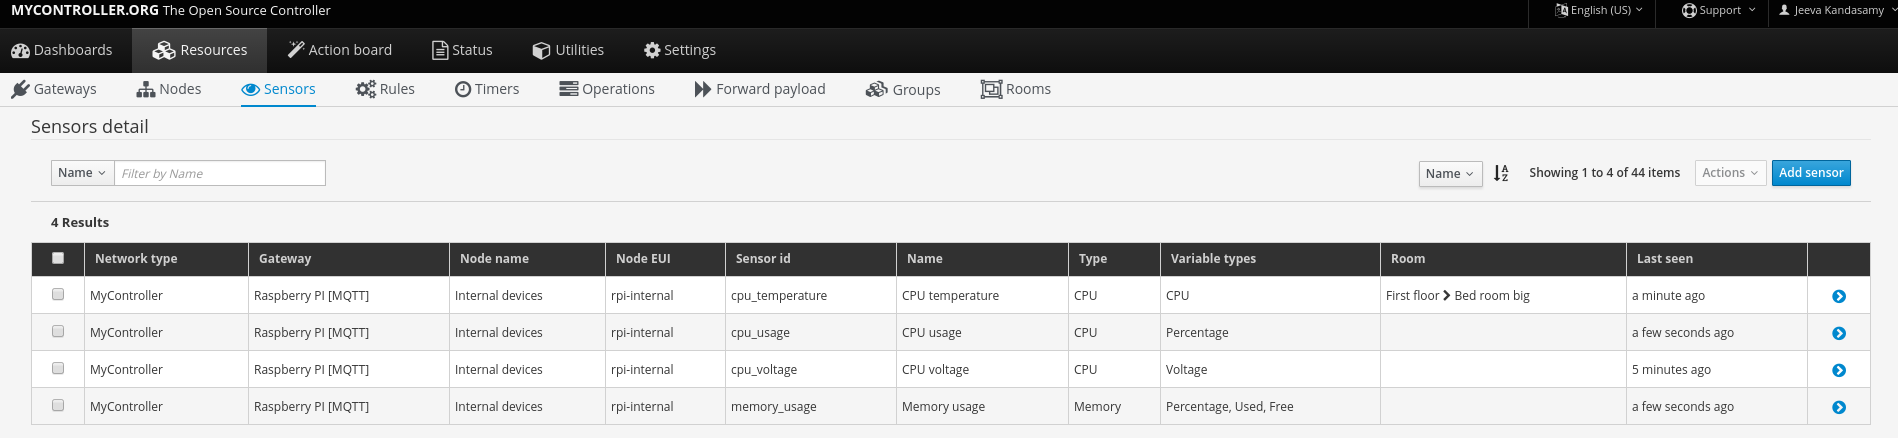 MYCONTROLLER.ORG The Open Source Controller English (US) Support Jeeva Kandasamy
Dashboards Resources Action board Status Utilities Settings
Gateways Nodes Sensors Rules Timers Operations Forward payload Groups Rooms
Sensors detail
Name Filter by Name Name A Z Showing 1 to 4 of 44 items Actions Add sensor
4 Results
Network type Gateway Node name Node EUI Sensor id Name Type Variable types Room Last seen
MyController Raspberry PI [MQTT] Internal devices rpi-internal cpu_temperature CPU temperature CPU CPU First floor Bed room big a minute ago
MyController Raspberry PI [MQTT] Internal devices rpi-internal cpu_usage CPU usage CPU Percentage a few seconds ago
MyController Raspberry PI [MQTT] Internal devices rpi-internal cpu_voltage CPU voltage CPU Voltage 5 minutes ago
MyController Raspberry PI [MQTT] Internal devices rpi-internal memory_usage Memory usage Memory Percentage, Used, Free a few seconds ago